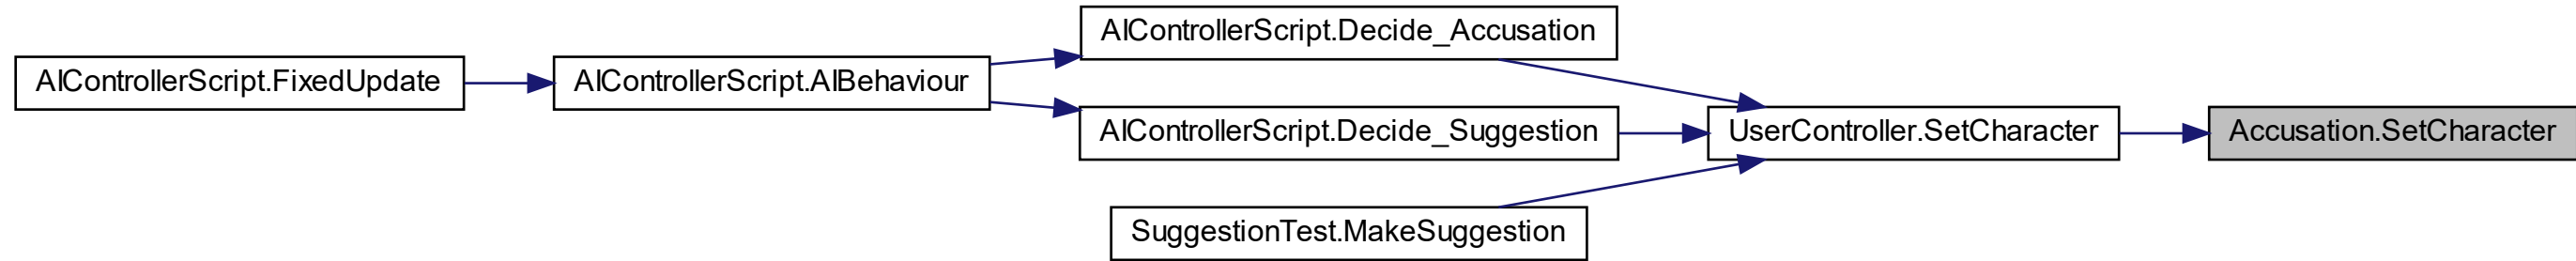 AIControllerScript.FixedUpdate
AIControllerScript.AIBehaviour
AIControllerScript.Decide_Accusation
AIControllerScript.Decide_Suggestion
SuggestionTest.MakeSuggestion
UserController.SetCharacter
Accusation.SetCharacter